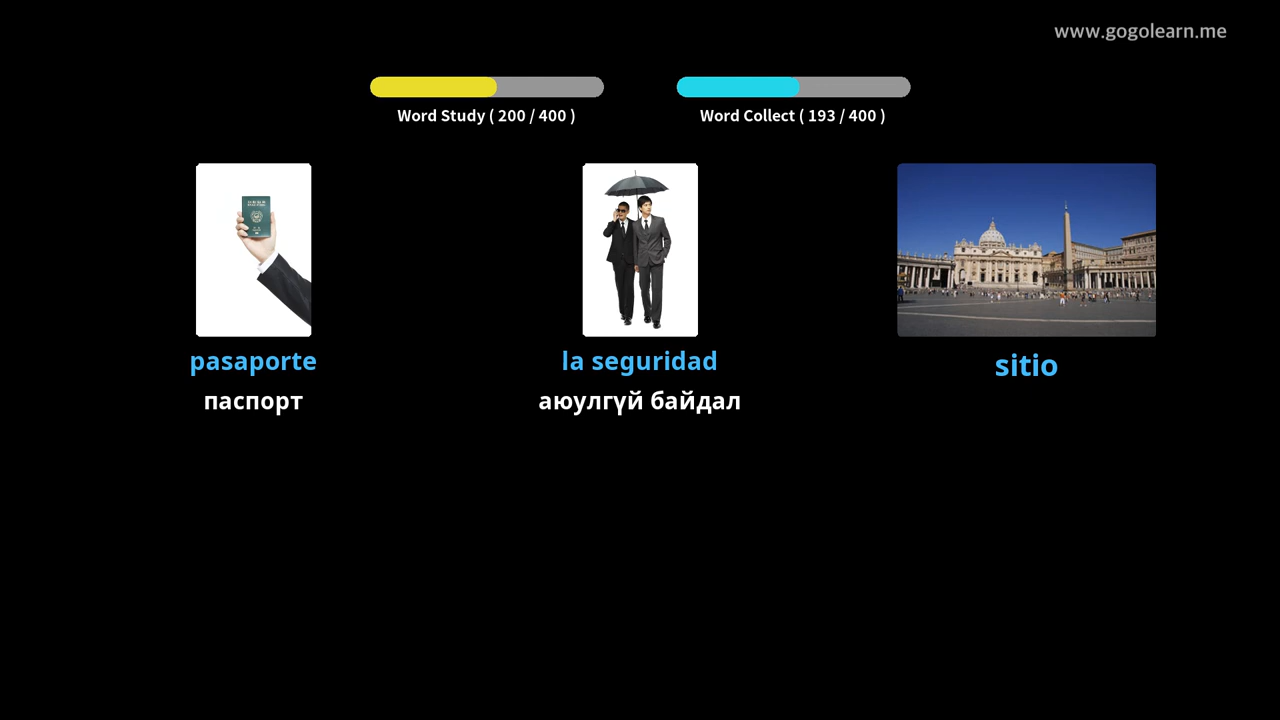 www.gogolearn.me
Word Study ( 200 / 400 )
Word Collect ( 193 / 400 )
pasaporte
паспорт
la seguridad
аюулгүй байдал
sitio